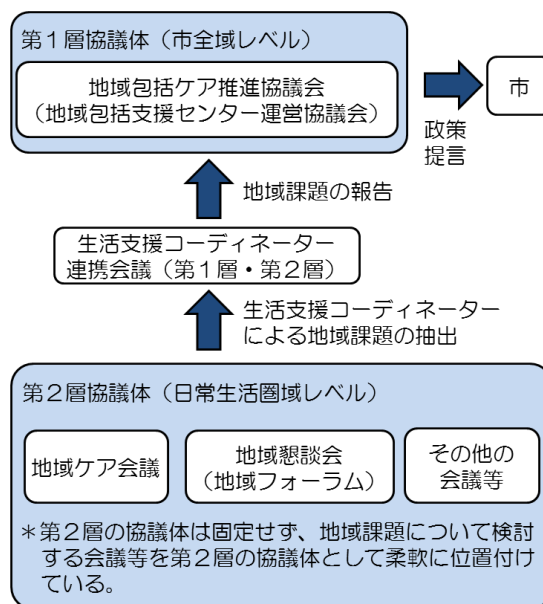 第１層協議体（市全域レベル）
地域包括ケア推進協議会
（地域包括支援センター運営協議会）
市
政策
提言
地域課題の報告
生活支援コーディネーター
連携会議（第１層・第２層）
生活支援コーディネーター
による地域課題の抽出
第２層協議体（日常生活圏域レベル）
地域ケア会議
地域懇談会
（地域フォーラム）
その他の
会議等
＊第２層の協議体は固定せず、地域課題について検討
する会議等を第２層の協議体として柔軟に位置付け
ている。